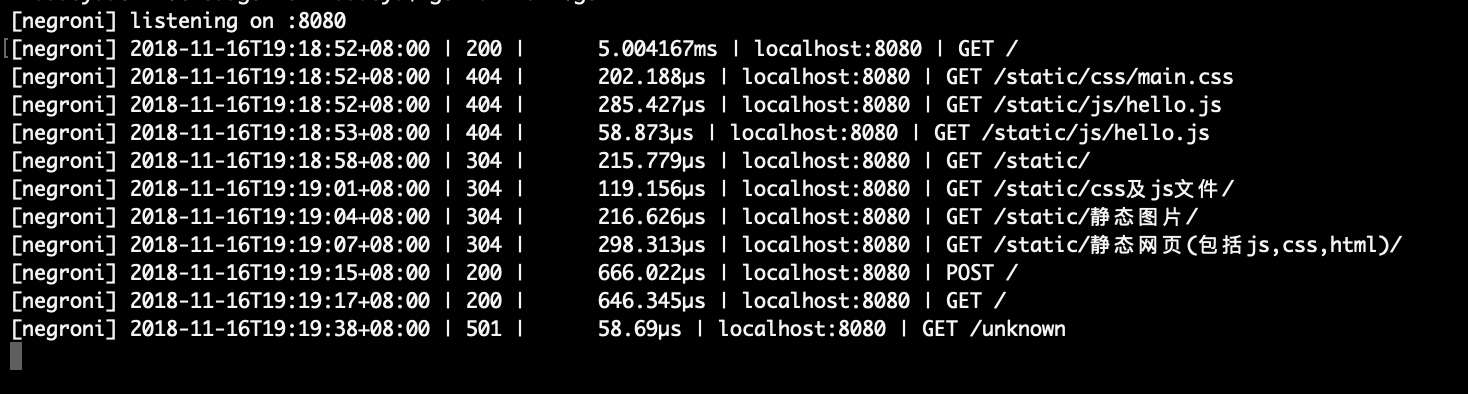 [negroni] listening on :8080
[negroni] 2018-11-16T19:18:52+08:00 | 200 |      5.004167ms | localhost:8080 | GET /
[negroni] 2018-11-16T19:18:52+08:00 | 404 |      202.188µs | localhost:8080 | GET /static/css/main.css
[negroni] 2018-11-16T19:18:52+08:00 | 404 |      285.427µs | localhost:8080 | GET /static/js/hello.js
[negroni] 2018-11-16T19:18:53+08:00 | 404 |      58.873µs | localhost:8080 | GET /static/js/hello.js
[negroni] 2018-11-16T19:18:58+08:00 | 304 |      215.779µs | localhost:8080 | GET /static/
[negroni] 2018-11-16T19:19:01+08:00 | 304 |      119.156µs | localhost:8080 | GET /static/css及js文件/
[negroni] 2018-11-16T19:19:04+08:00 | 304 |      216.626µs | localhost:8080 | GET /static/静态图片/
[negroni] 2018-11-16T19:19:07+08:00 | 304 |      298.313µs | localhost:8080 | GET /static/静态网页(包括js,css,html)/
[negroni] 2018-11-16T19:19:15+08:00 | 200 |      666.022µs | localhost:8080 | POST /
[negroni] 2018-11-16T19:19:17+08:00 | 200 |      646.345µs | localhost:8080 | GET /
[negroni] 2018-11-16T19:19:38+08:00 | 501 |      58.69µs | localhost:8080 | GET /unknown